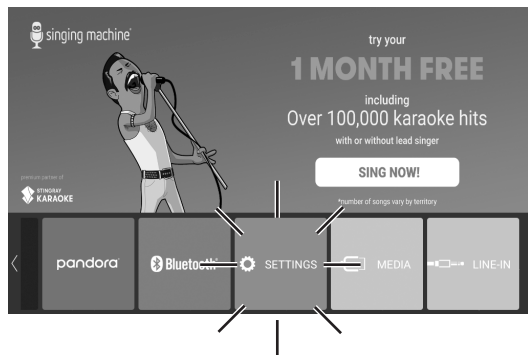 singing machine®
try your
1 MONTH FREE
including
Over 100,000 karaoke hits
with or without lead singer
SING NOW!
*number of songs vary by territory
premium partner of
STINGRAY
KARAOKE
pandora
Bluetooth
SETTINGS
MEDIA
LINE-IN